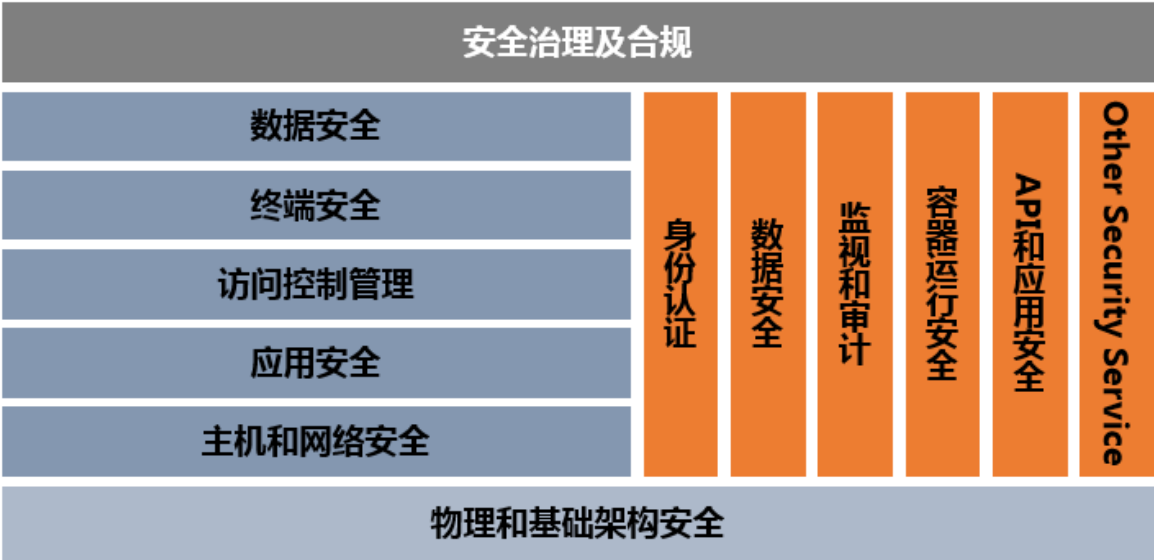 安全治理及合规
数据安全
终端安全
访问控制管理
应用安全
主机和网络安全
身份认证
数据安全
监视和审计
容器运行安全
API和应用安全
Other Security Service
物理和基础架构安全